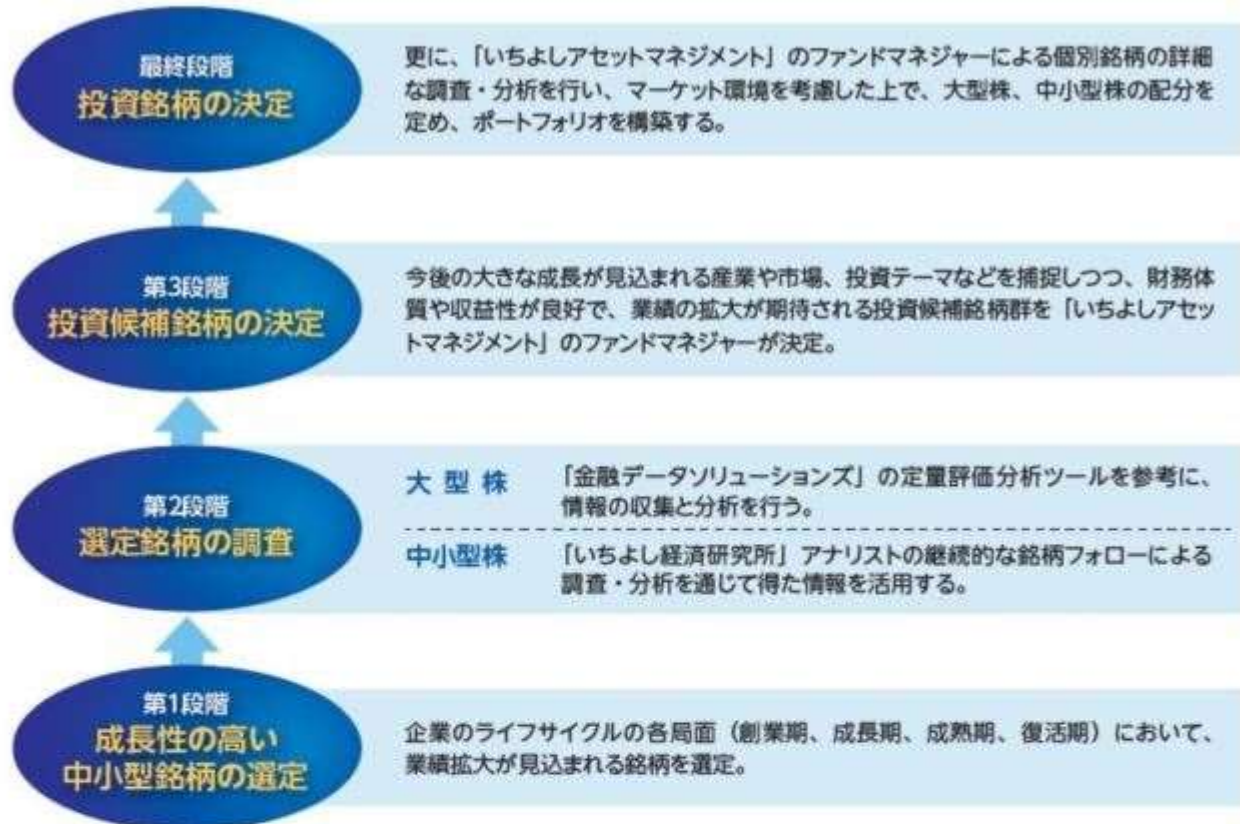 最終段階
投資銘柄の決定
更に、「いちよしアセットマネジメント」のファンドマネジャーによる個別銘柄の詳細
な調査・分析を行い、マーケット環境を考慮した上で、大型株、中小型株の配分を
定め、ポートフォリオを構築する。
第3段階
投資候補銘柄の決定
今後の大きな成長が見込まれる産業や市場、投資テーマなどを捕捉しつつ、財務体
質や収益性が良好で、業績の拡大が期待される投資候補銘柄群を「いちよしアセッ
トマネジメント」のファンドマネジャーが決定。
第2段階
選定銘柄の調査
大型株
「金融データソリューションズ」の定量評価分析ツールを参考に、
情報の収集と分析を行う。
中小型株
「いちよし経済研究所」アナリストの継続的な銘柄フォローによる
調査・分析を通じて得た情報を活用する。
第1段階
成長性の高い
中小型銘柄の選定
企業のライフサイクルの各局面（創業期、成長期、成熟期、復活期）において、
業績拡大が見込まれる銘柄を選定。